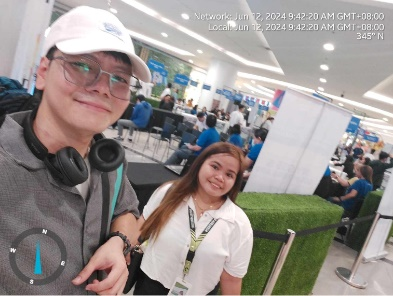 Network: Jun 12, 2024 9:42:20 AM GMT+08:00
Local: Jun 12, 2024 9:42:20 AM GMT+08:00
345° N
N
W
S